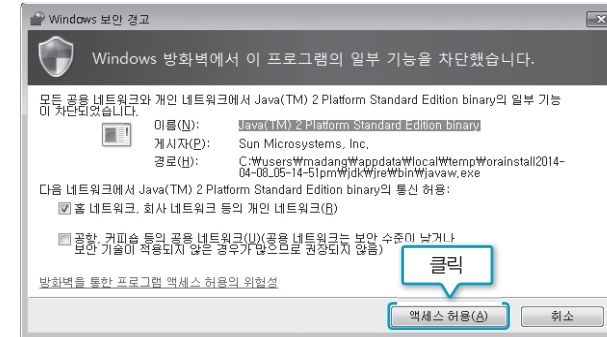 Windows 보안 경고
Windows 방화벽에서 이 프로그램의 일부 기능을 차단했습니다.
모든 공용 네트워크와 개인 네트워크에서 Java(TM) 2 Platform Standard Edition binary의 일부 기능
이 차단되었습니다.
이름(N): Java(TM) 2 Platform Standard Edition binary
게시자(P): Sun Microsystems, Inc.
경로(H): C:₩users₩madang₩appdata₩local₩temp₩orainstall2014-
04-08_05-14-51pm₩jdk₩jre₩bin₩javaw.exe
다음 네트워크에서 Java(TM) 2 Platform Standard Edition binary의 통신 허용:
홈 네트워크, 회사 네트워크 등의 개인 네트워크(R)
공항, 커피숍 등의 공용 네트워크(U)(공용 네트워크는 보안 수준이 낮거나
보안 기술이 적용되지 않은 경우가 많으므로 권장되지 않음)
클릭
방화벽을 통한 프로그램 액세스 허용의 위험성
액세스 허용(A)
취소